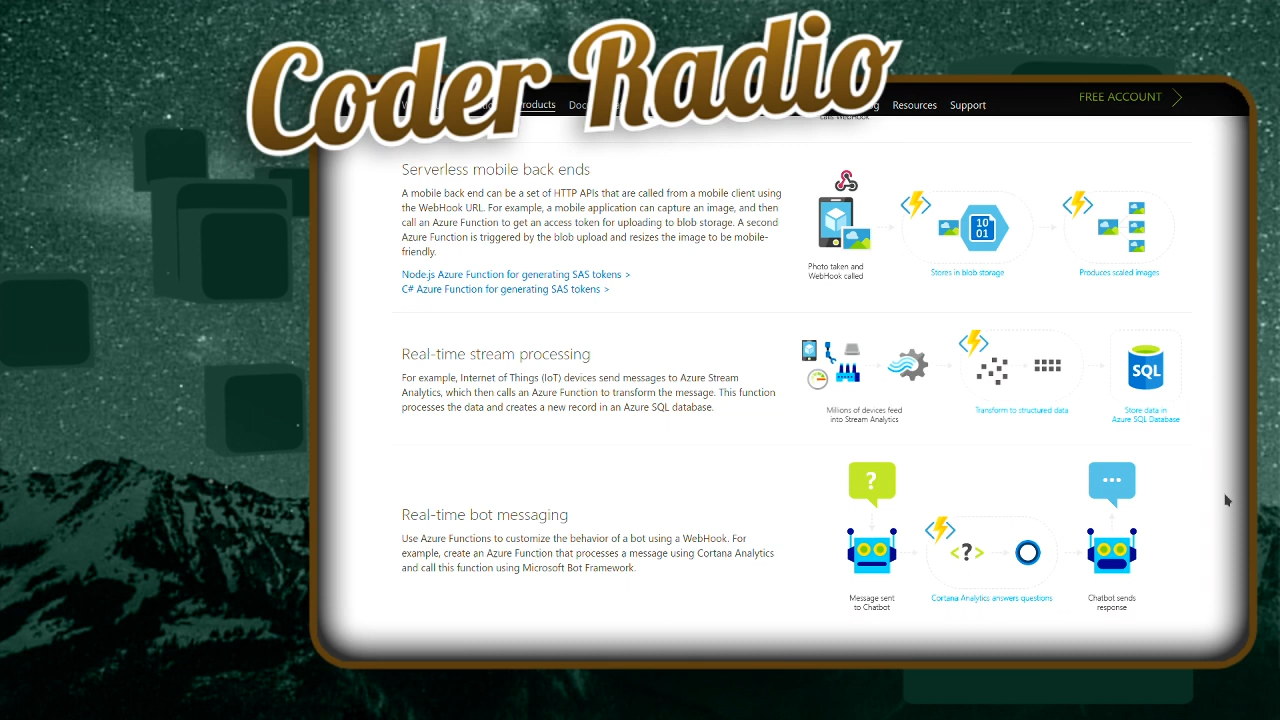 Coder Radio
Products
Resources
Support
FREE ACCOUNT
calls WebHook
Serverless mobile back ends
A mobile back end can be a set of HTTP APIs that are called from a mobile client using
the WebHook URL. For example, a mobile application can capture an image, and then
call an Azure Function to get an access token for uploading to blob storage. A second
Azure Function is triggered by the blob upload and resizes the image to be mobile-
friendly.
Node.js Azure Function for generating SAS tokens >
C# Azure Function for generating SAS tokens >
10
01
Photo taken and
WebHook called
Stores in blob storage
Produces scaled images
Real-time stream processing
For example, Internet of Things (IoT) devices send messages to Azure Stream
Analytics, which then calls an Azure Function to transform the message. This function
processes the data and creates a new record in an Azure SQL database.
SQL
Millions of devices feed
into Stream Analytics
Transform to structured data
Store data in
Azure SQL Database
Real-time bot messaging
Use Azure Functions to customize the behavior of a bot using a WebHook. For
example, create an Azure Function that processes a message using Cortana Analytics
and call this function using Microsoft Bot Framework.
?
...
<?>
Message sent
to Chatbot
Cortana Analytics answers questions
Chatbot sends
response